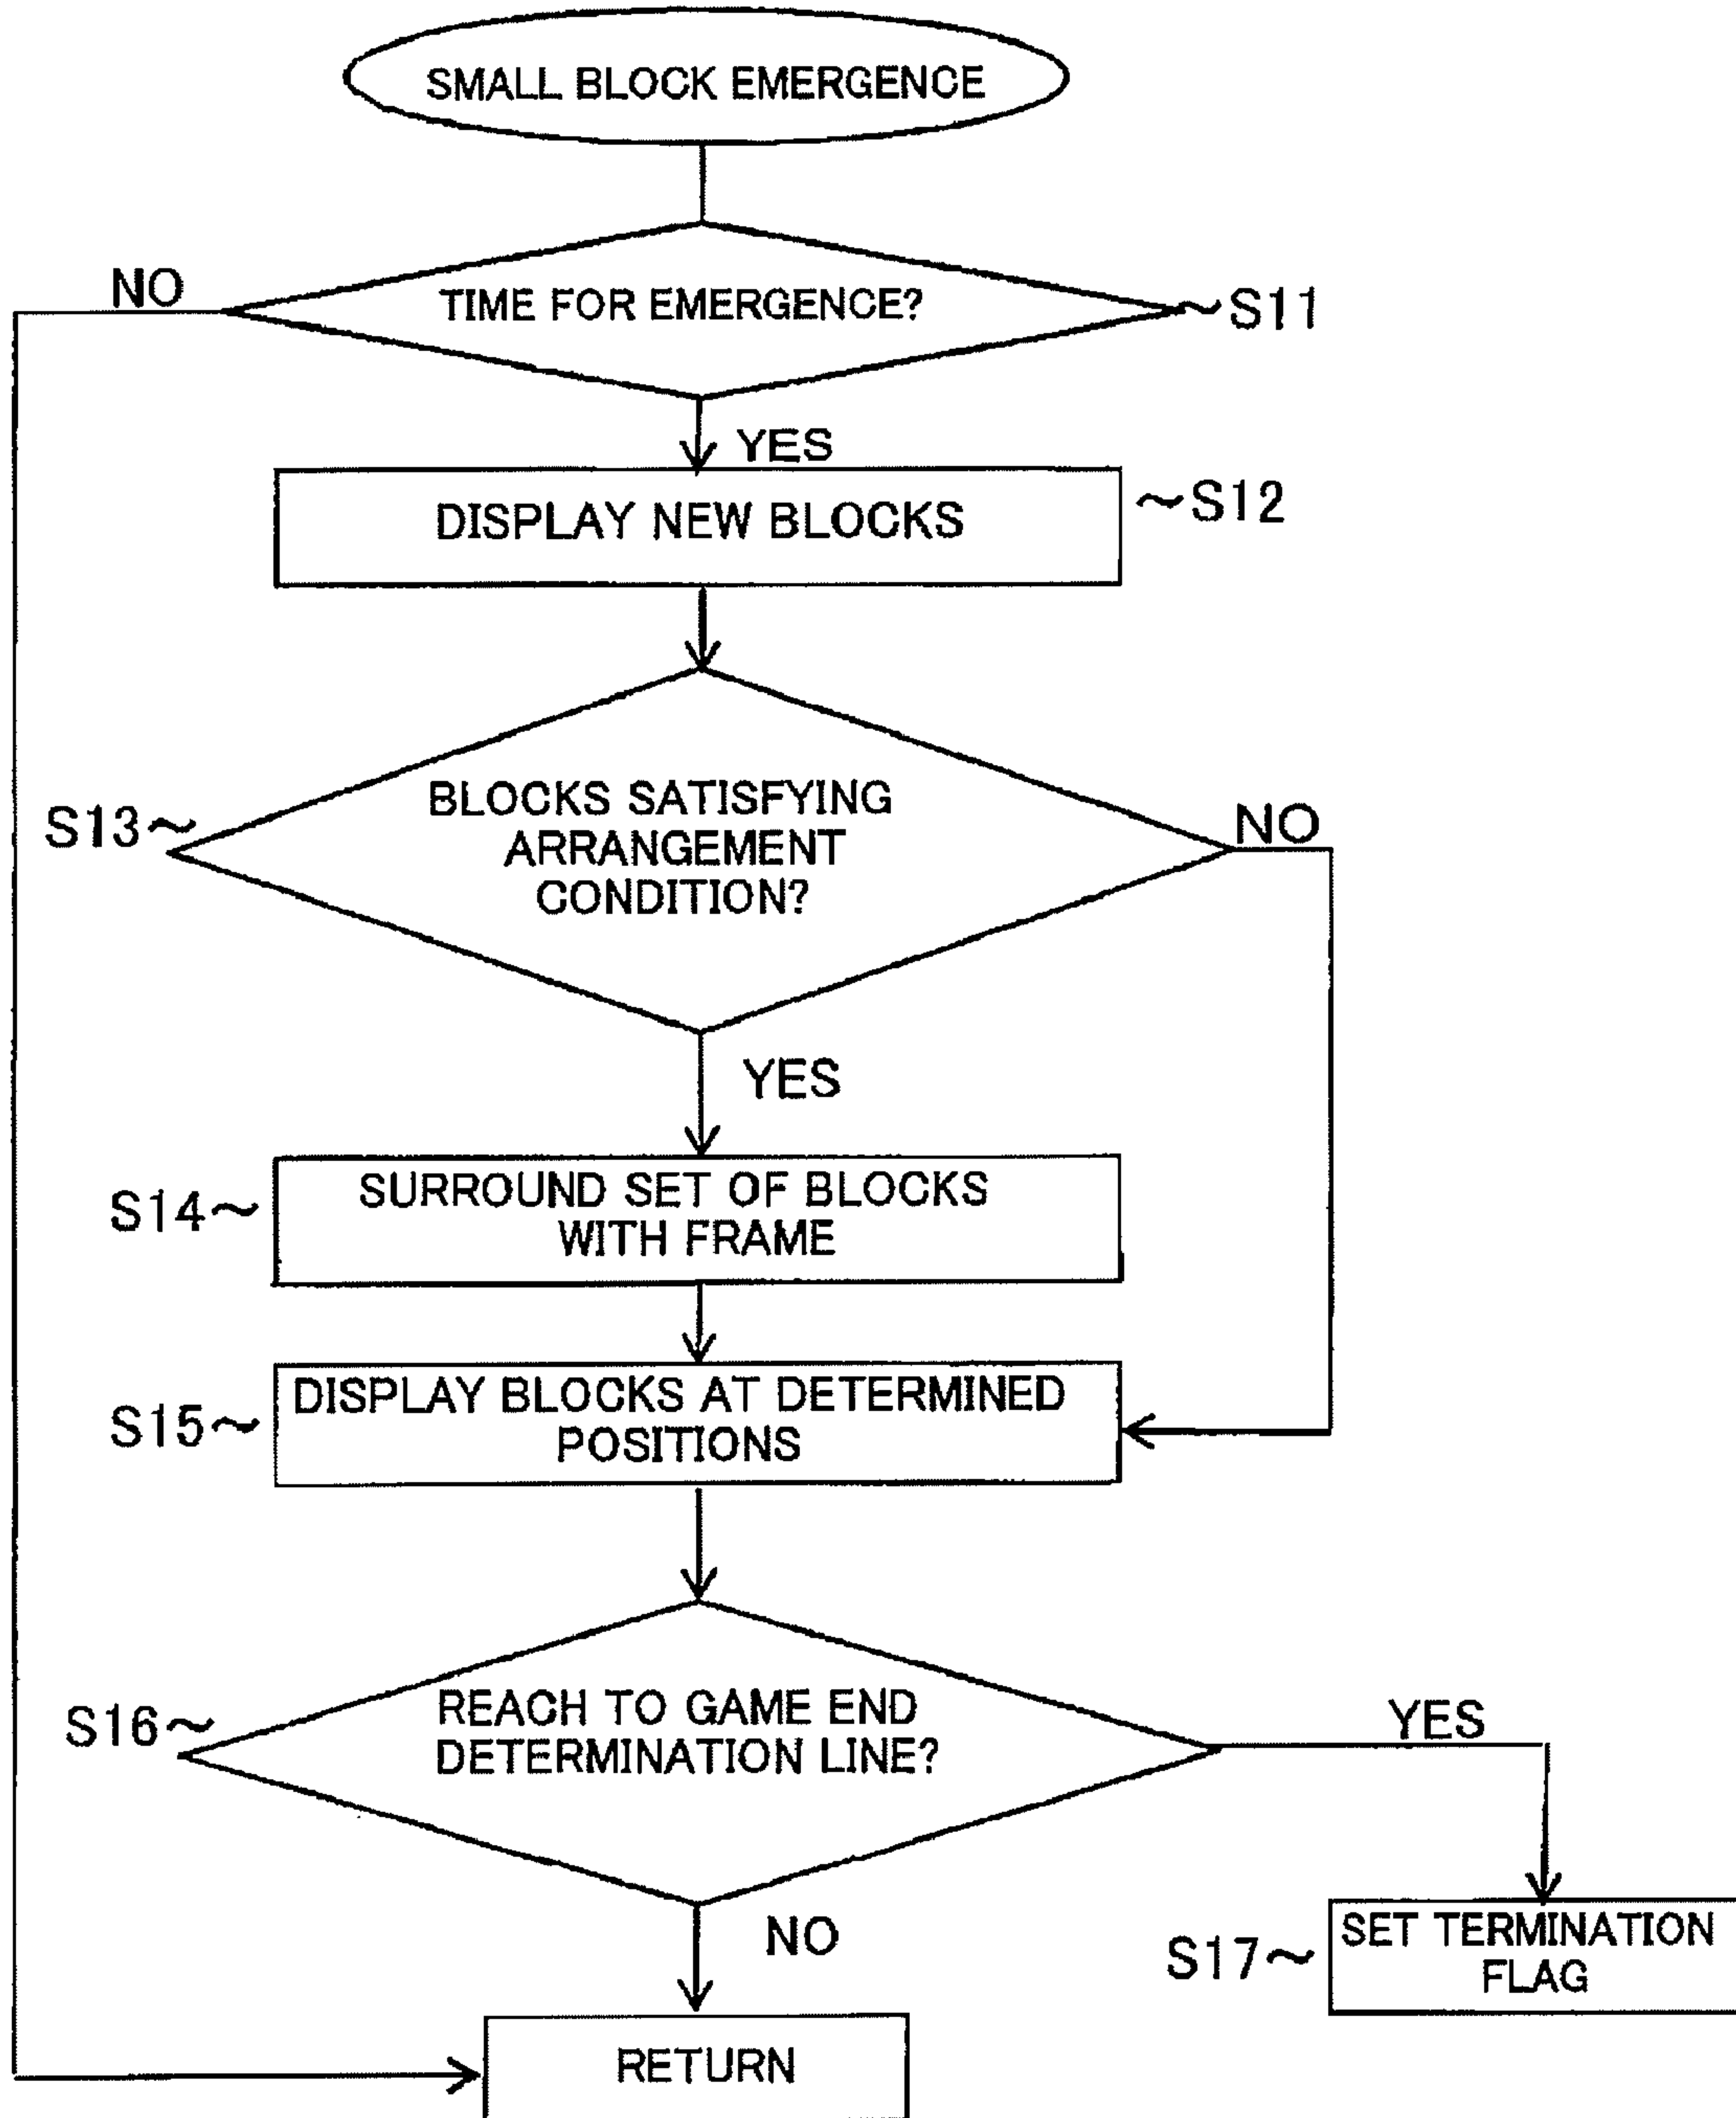 SMALL BLOCK EMERGENCE
NO
TIME FOR EMERGENCE?
~S11
YES
DISPLAY NEW BLOCKS
~S12
BLOCKS SATISFYING
ARRANGEMENT
CONDITION?
S13~
NO
YES
S14~
SURROUND SET OF BLOCKS
WITH FRAME
S15~
DISPLAY BLOCKS AT DETERMINED
POSITIONS
S16~
REACH TO GAME END
DETERMINATION LINE?
YES
NO
S17~
SET TERMINATION
FLAG
RETURN